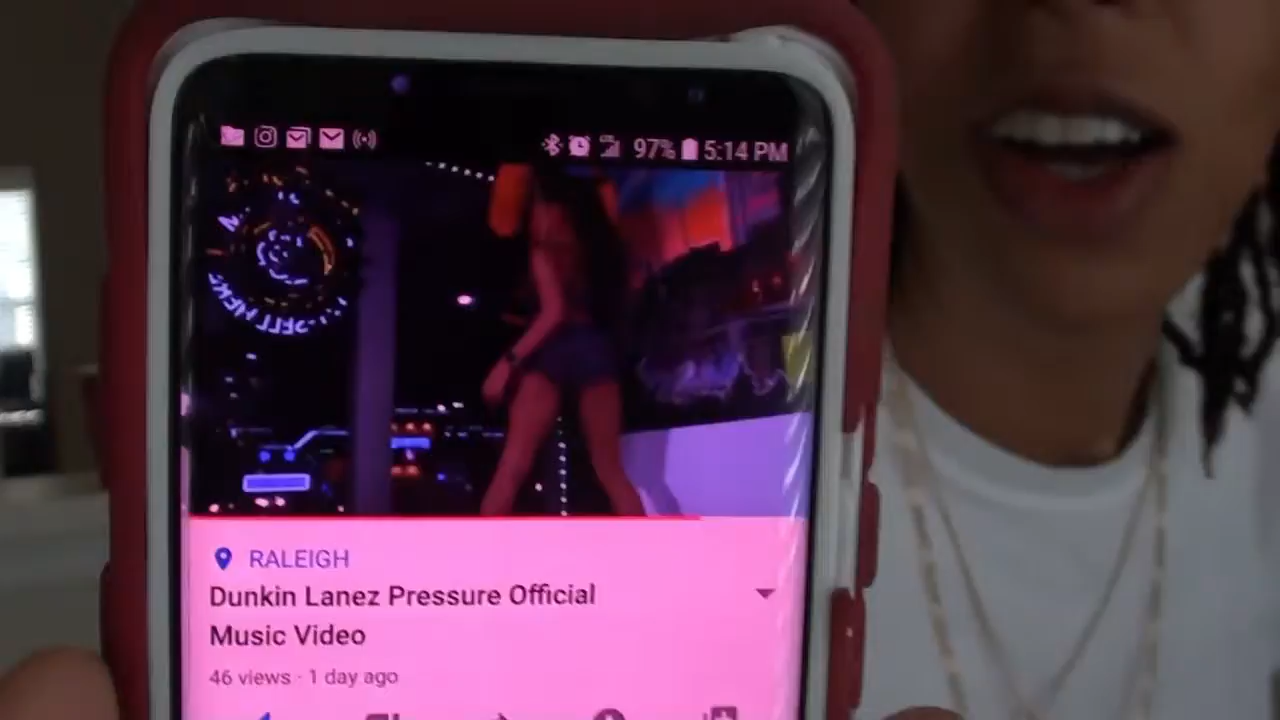 97% 5:14 PM
RALEIGH
Dunkin Lanez Pressure Official
Music Video
46 views · 1 day ago